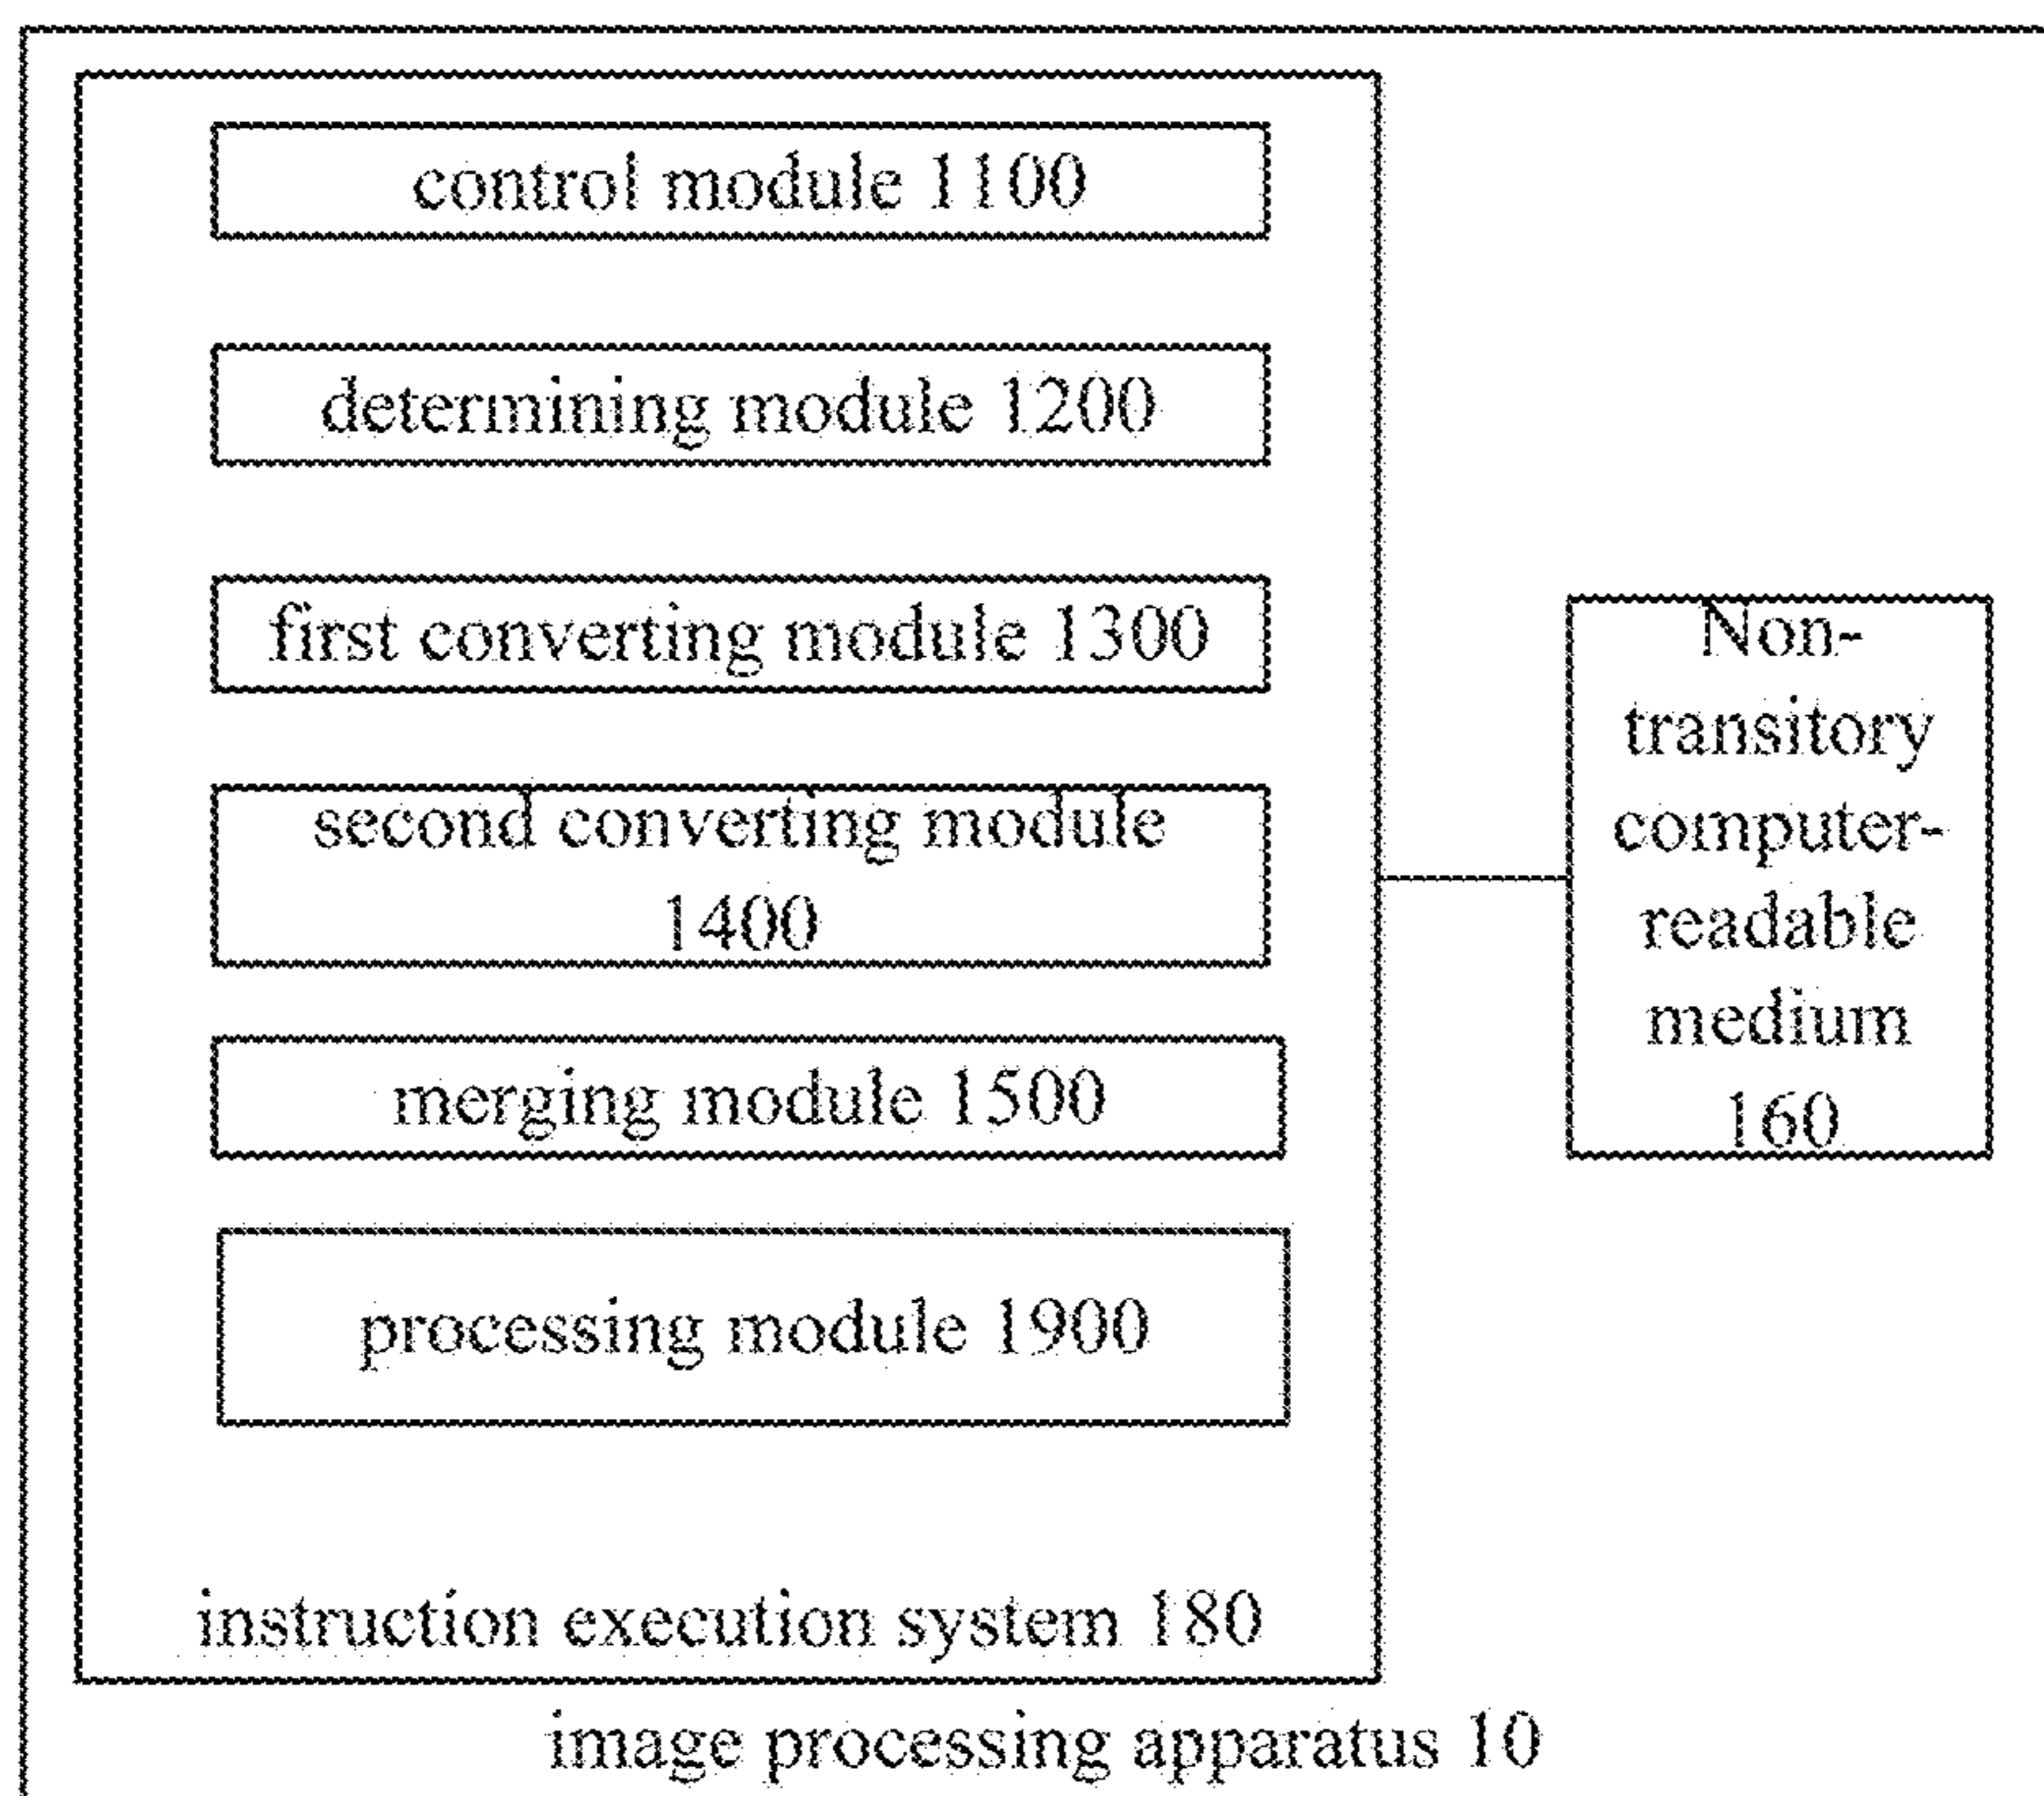 control module 1100
determining module 1200
first converting module 1300
second converting module
1400
merging module 1500
processing module 1900
instruction execution system 180
Non-
transitory
computer-
readable
medium
160
image processing apparatus 10